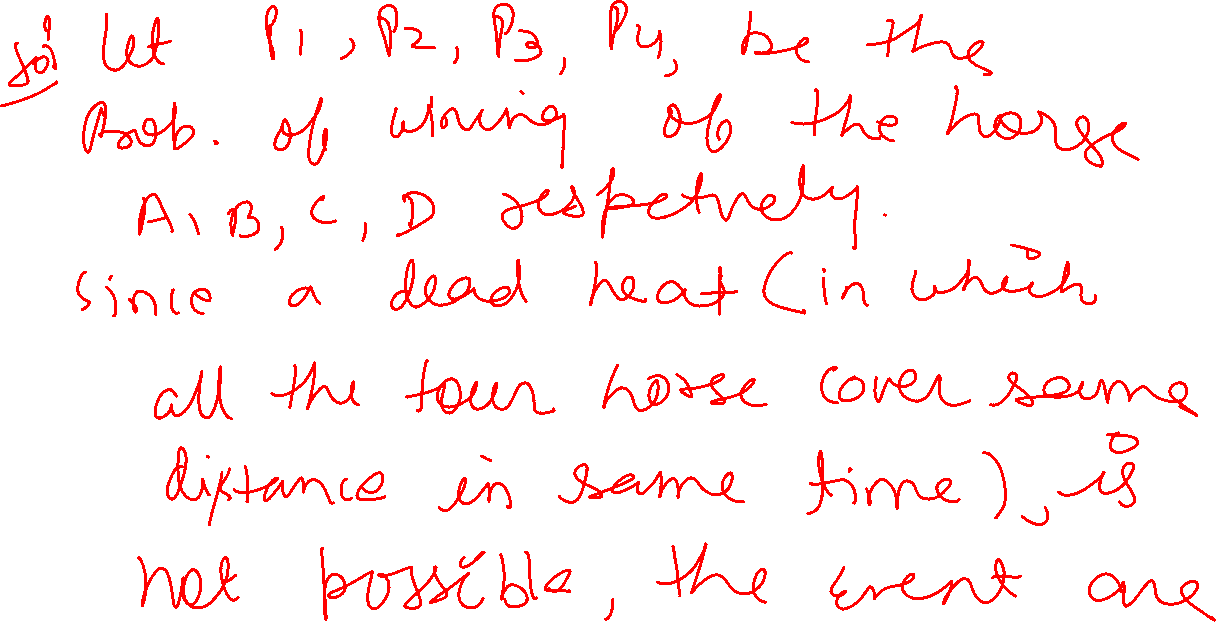 Sol Let P1, P2, P3, P4, be the
Prob. of wining of the horse
A, B, C, D respetvely.
Since a dead heat (in which
all the four horse cover same
distance in same time), is
not possible, the event are